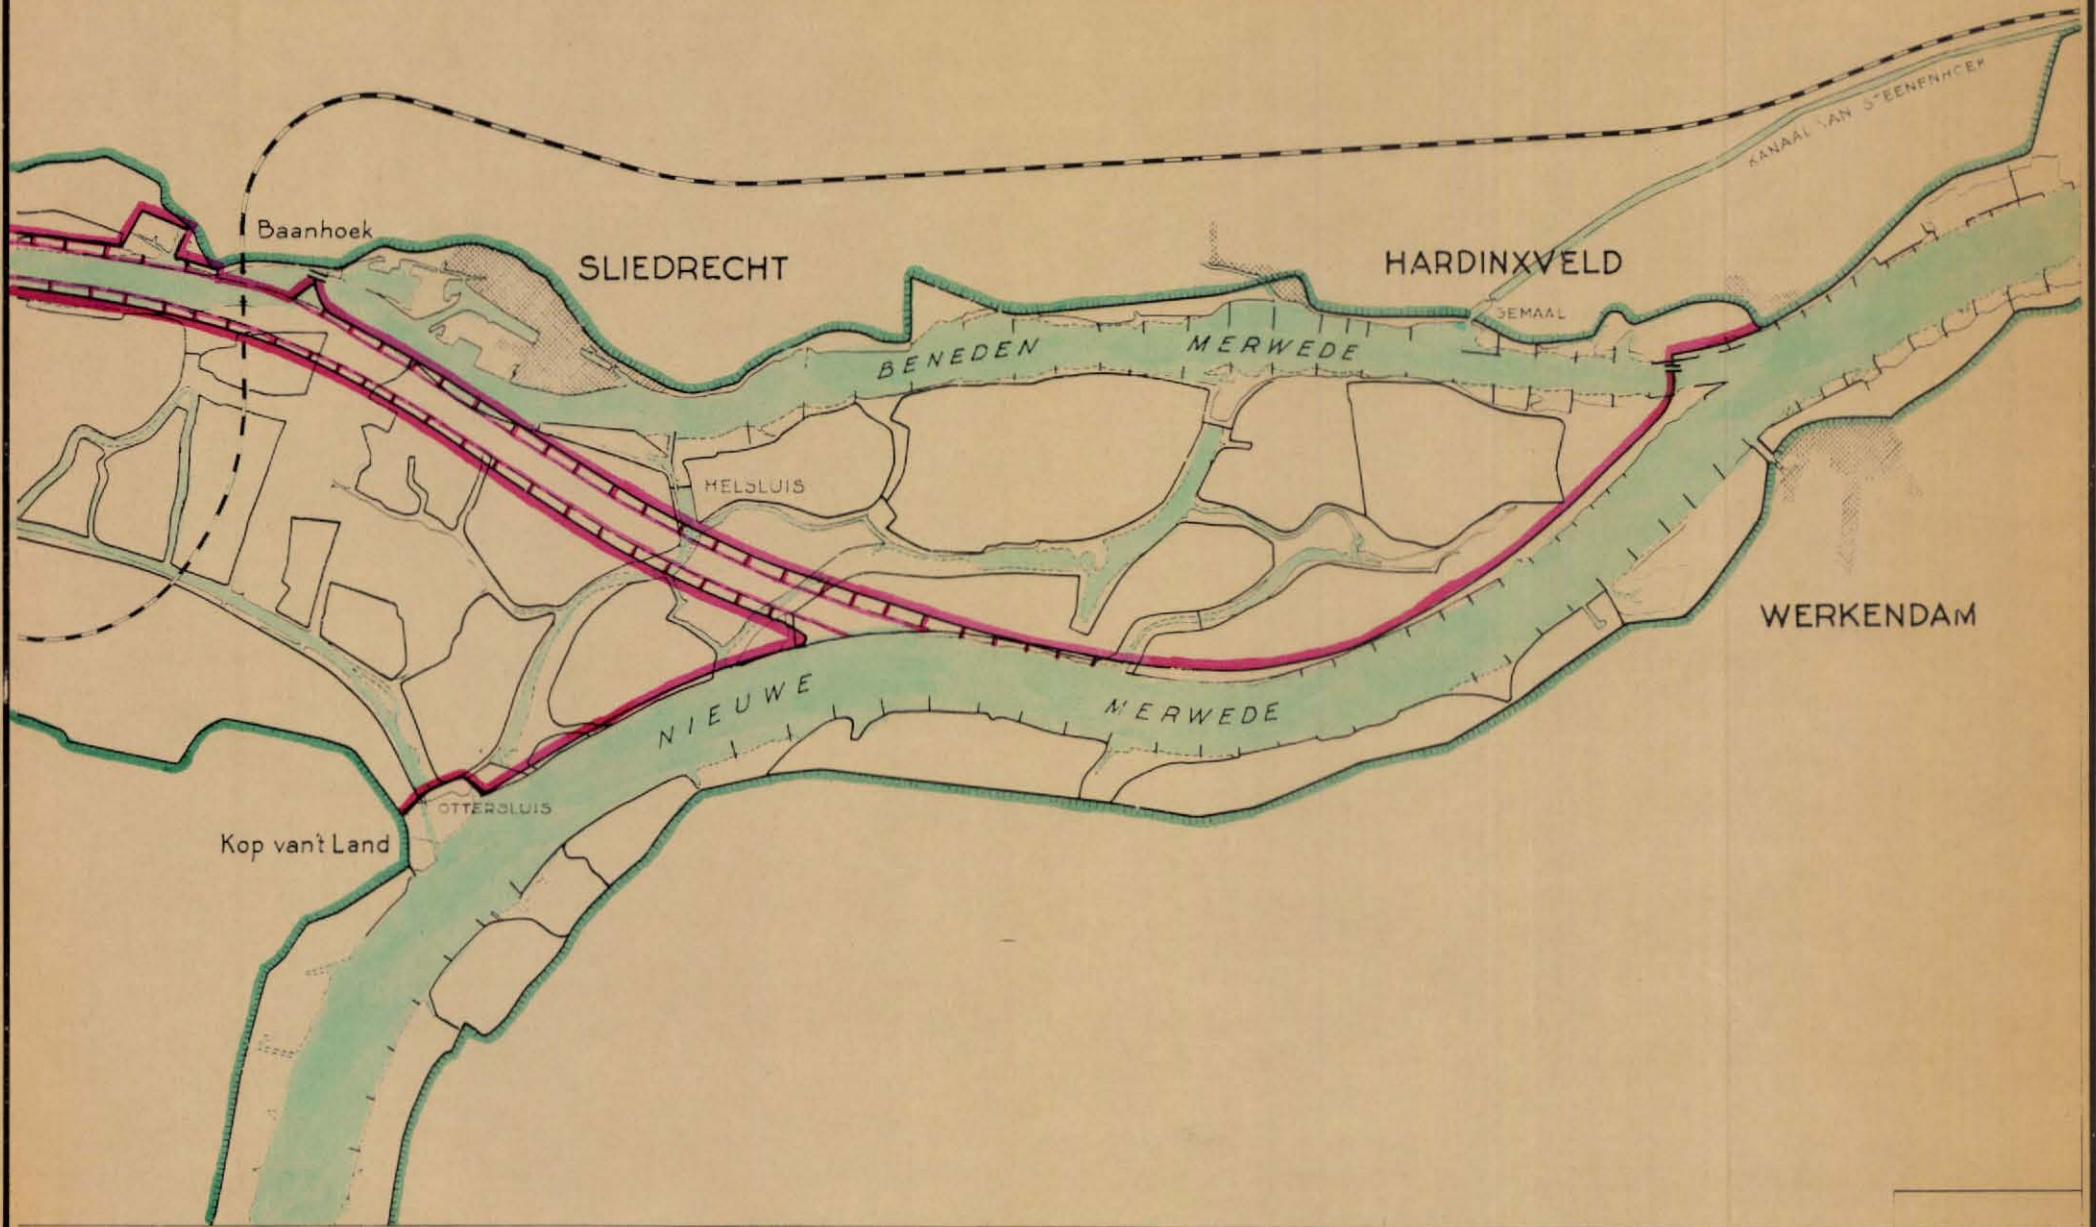 KANAAL VAN STEENENHOEK
Baanhoek
SLIEDRECHT
HARDINXVELD
GEMAAL
BENEDEN MERWEDE
HELSLUIS
WERKENDAM
NIEUWE MERWEDE
OTTERSLUIS
Kop van't Land